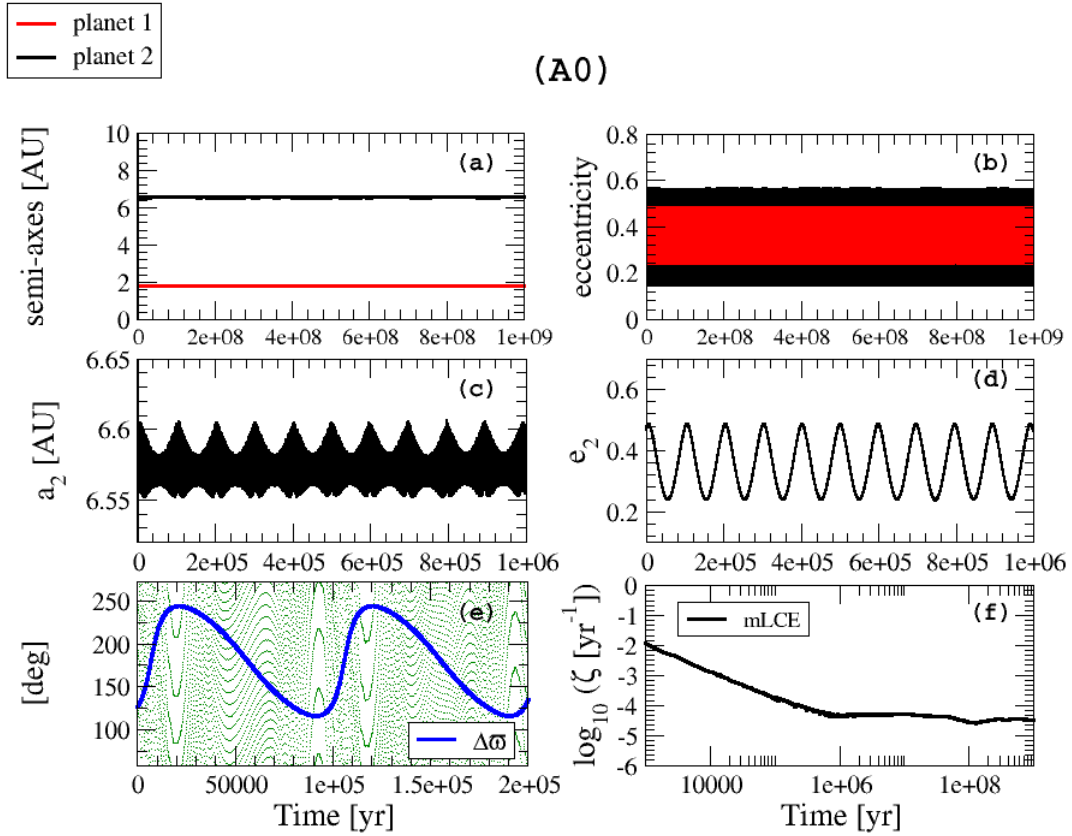 planet 1
planet 2
(A0)
semi-axes [AU]
10
8
6
4
2
0
(a)
0 2e+08 4e+08 6e+08 8e+08 1e+09
eccentricity
0.8
0.6
0.4
0.2
0
(b)
0 2e+08 4e+08 6e+08 8e+08 1e+09
a2 [AU]
6.65
6.6
6.55
(c)
0 2e+05 4e+05 6e+05 8e+05 1e+06
e2
0.6
0.4
0.2
(d)
0 2e+05 4e+05 6e+05 8e+05 1e+06
[deg]
250
200
150
100
(e)
Δϖ
0 50000 1e+05 2e+05 2e+05
Time [yr]
log10 (ζ [yr-1])
0
-1
-2
-3
-4
-5
-6
mLCE
(f)
10000 1e+06 1e+08
Time [yr]